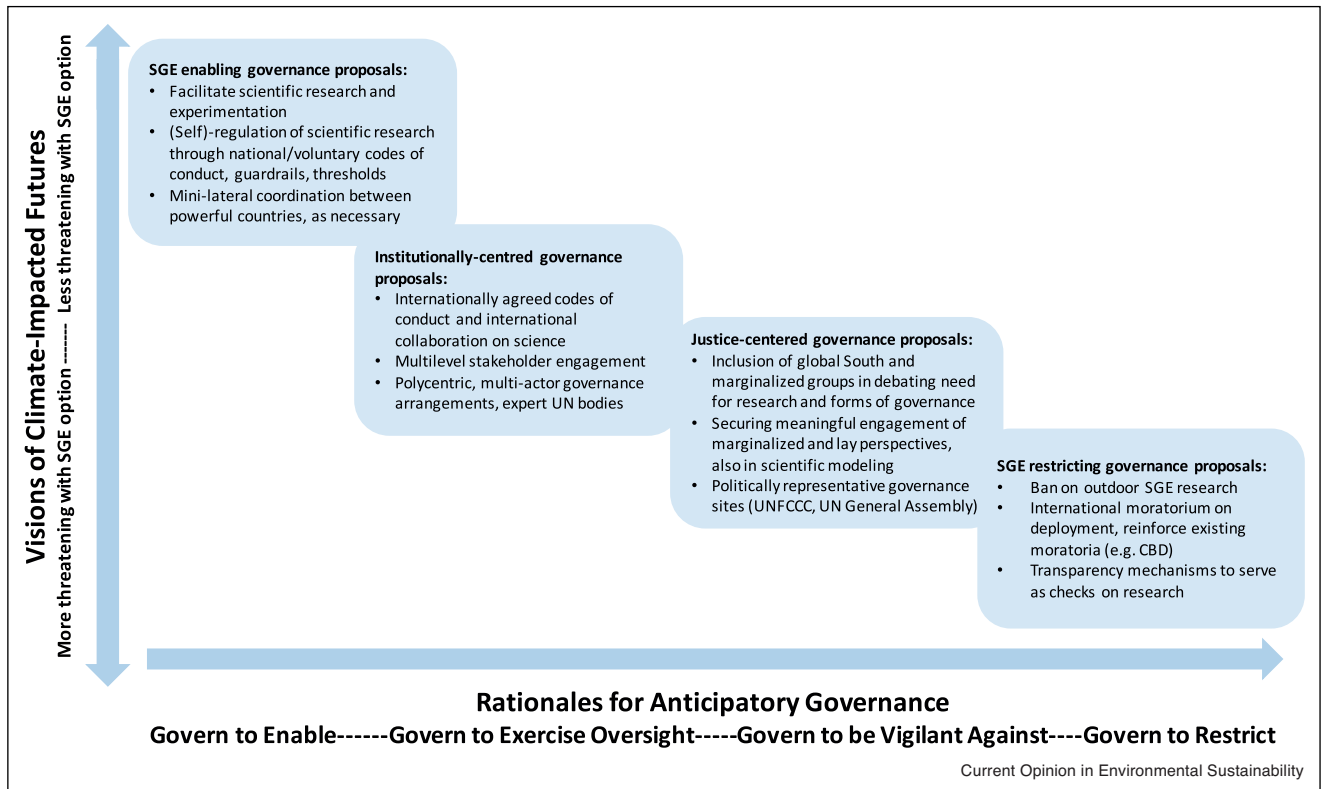 Visions of Climate-Impacted Futures
More threatening with SGE option ------- Less threatening with SGE option
SGE enabling governance proposals:
• Facilitate scientific research and
experimentation
• (Self)-regulation of scientific research
through national/voluntary codes of
conduct, guardrails, thresholds
• Mini-lateral coordination between
powerful countries, as necessary
Institutionally-centred governance
proposals:
• Internationally agreed codes of
conduct and international
collaboration on science
• Multilevel stakeholder engagement
• Polycentric, multi-actor governance
arrangements, expert UN bodies
Justice-centered governance proposals:
• Inclusion of global South and
marginalized groups in debating need
for research and forms of governance
• Securing meaningful engagement of
marginalized and lay perspectives,
also in scientific modeling
• Politically representative governance
sites (UNFCCC, UN General Assembly)
SGE restricting governance proposals:
• Ban on outdoor SGE research
• International moratorium on
deployment, reinforce existing
moratoria (e.g. CBD)
• Transparency mechanisms to serve
as checks on research
Rationales for Anticipatory Governance
Govern to Enable------Govern to Exercise Oversight-----Govern to be Vigilant Against----Govern to Restrict
Current Opinion in Environmental Sustainability